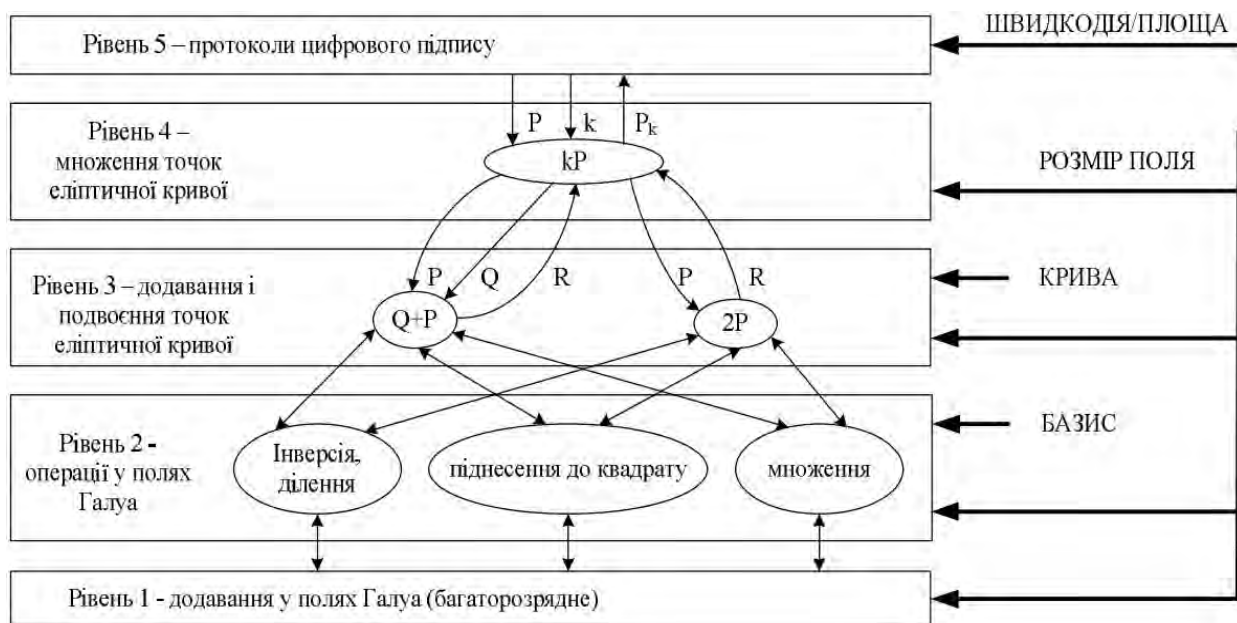 Рівень 5 – протоколи цифрового підпису
ШВИДКОДІЯ/ПЛОЩА
P k Pk
Рівень 4 –
множення точок
еліптичної кривої
kP
РОЗМІР ПОЛЯ
P Q R P R
Рівень 3 – додавання і
подвоєння точок
еліптичної кривої
Q+P
2P
КРИВА
Рівень 2 -
операції у полях
Галуа
Інверсія,
ділення
піднесення до квадрату
множення
БАЗИС
Рівень 1 - додавання у полях Галуа (багаторозрядне)